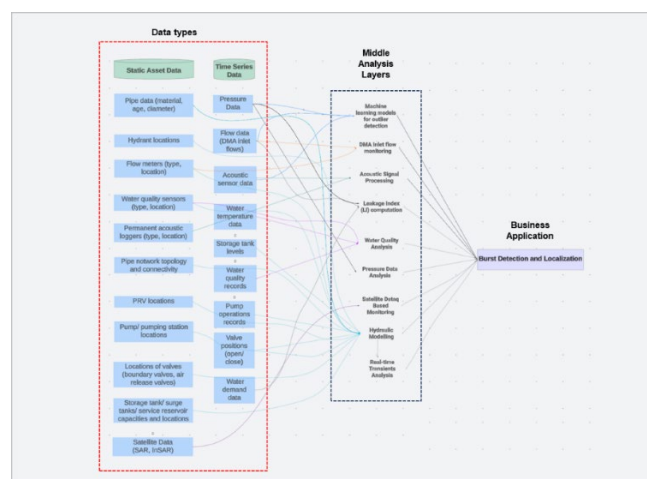 Data types
Static Asset Data
Time Series
Data
Pipe data (material,
age, diameter)
Hydrant locations
Flow meters (type,
location)
Water quality sensors
(type, location)
Permanent acoustic
loggers (type, location)
Pipe network topology
and connectivity
PRV locations
Pump/ pumping station
locations
Locations of valves
(boundary valves, air
release valves)
Storage tank/ surge
tanks/ service reservoir
capacities and locations
Satellite Data
(SAR, InSAR)
Pressure
Data
Flow data
(DMA inlet
flows)
Acoustic
sensor data
Water
temperature
data
Storage tank
levels
Water
quality
records
Pump
operations
records
Valve
positions
(open/
close)
Water
demand
data
Middle
Analysis
Layers
Machine
learning models
for outlier
detection
DMA Inlet flow
monitoring
Acoustic Signal
Processing
Leakage Index
(LI) computation
Water Quality
Analysis
Pressure Data
Analysis
Satellite
Based
Monitoring
Hydraulic
Modelling
Real-time
Transients
Analysis
Business
Application
Burst Detection and Localization